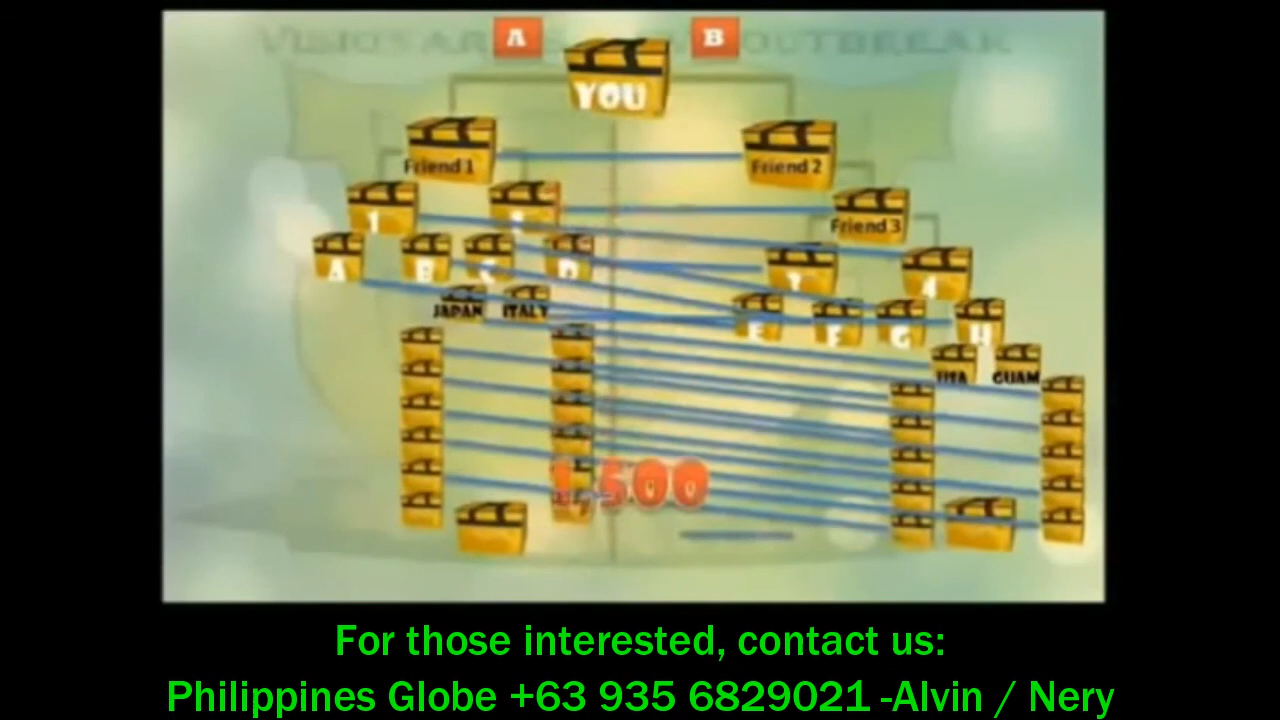 A B
YOU
Friend 1 Friend 2
1
Friend 3
A B C D
4
JAPAN ITALY
E F G H
USA GUAM
1,500
For those interested, contact us:
Philippines Globe +63 935 6829021 -Alvin / Nery